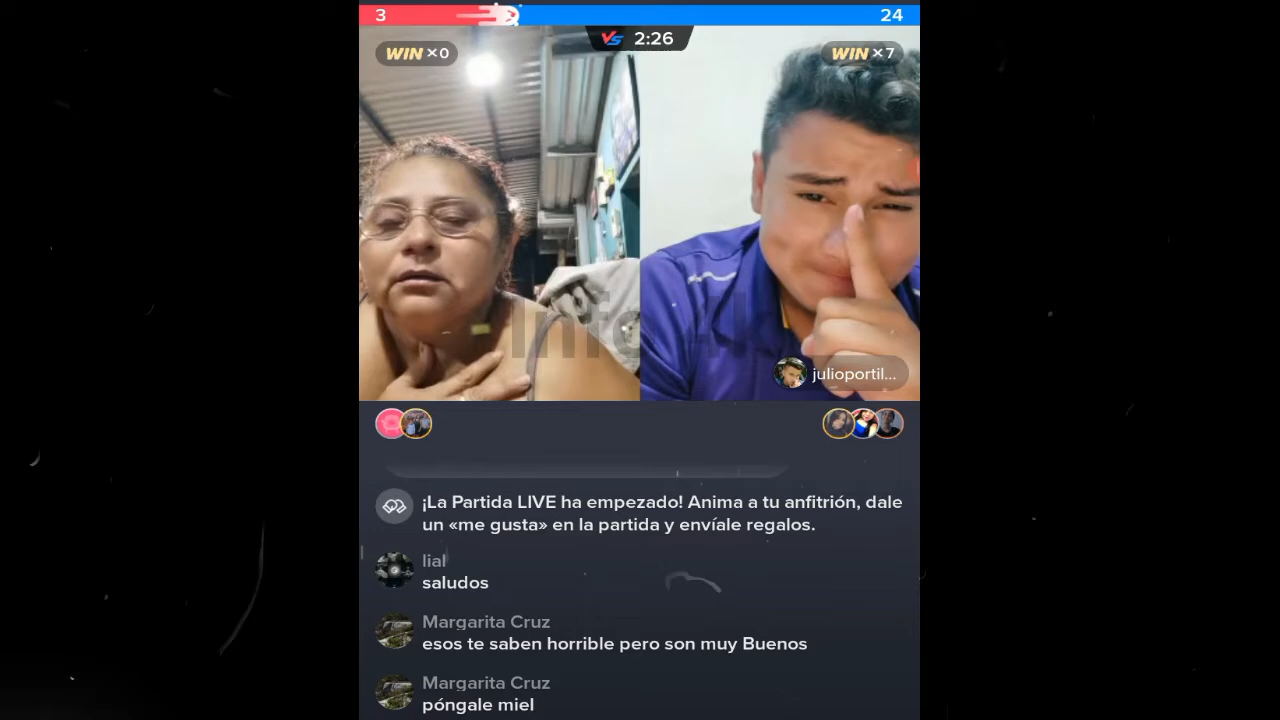 3
24
VS 2:26
WIN ×0
WIN ×7
julioportil...
¡La Partida LIVE ha empezado! Anima a tu anfitrión, dale
un «me gusta» en la partida y envíale regalos.
lial
saludos
Margarita Cruz
esos te saben horrible pero son muy Buenos
Margarita Cruz
póngale miel